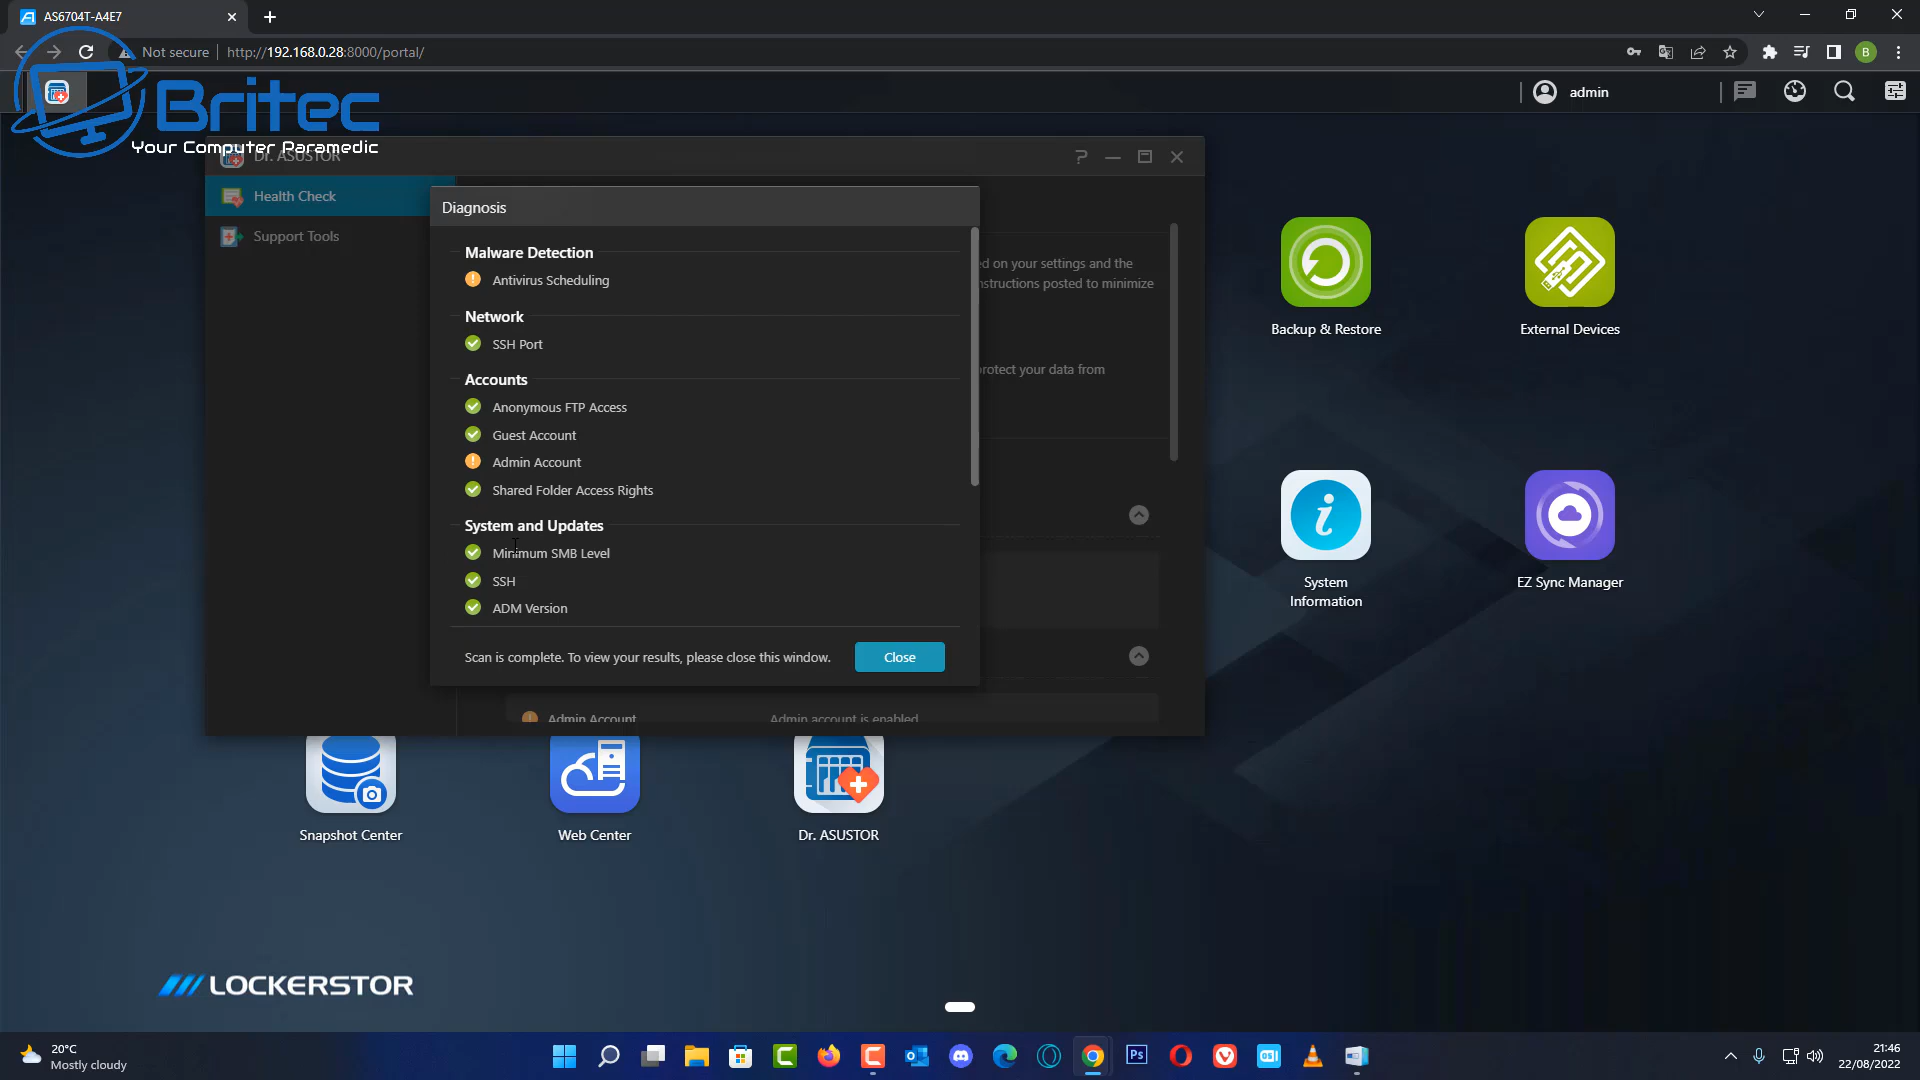 AS6704T-A4E7
Not secure
http://192.168.0.28:8000/portal/
B
Britec
Your Computer Paramedic
admin
Dr. ASUSTOR
Health Check
Support Tools
Diagnosis
Malware Detection
Antivirus Scheduling
Network
SSH Port
Accounts
Anonymous FTP Access
Guest Account
Admin Account
Shared Folder Access Rights
System and Updates
Minimum SMB Level
SSH
ADM Version
Scan is complete. To view your results, please close this window.
Close
ed on your settings and the
nstructions posted to minimize
rotect your data from
Admin Account
Admin account is enabled
Backup & Restore
External Devices
System
Information
EZ Sync Manager
Snapshot Center
Web Center
Dr. ASUSTOR
LOCKERSTOR
20°C
Mostly cloudy
Ps
21:46
22/08/2022